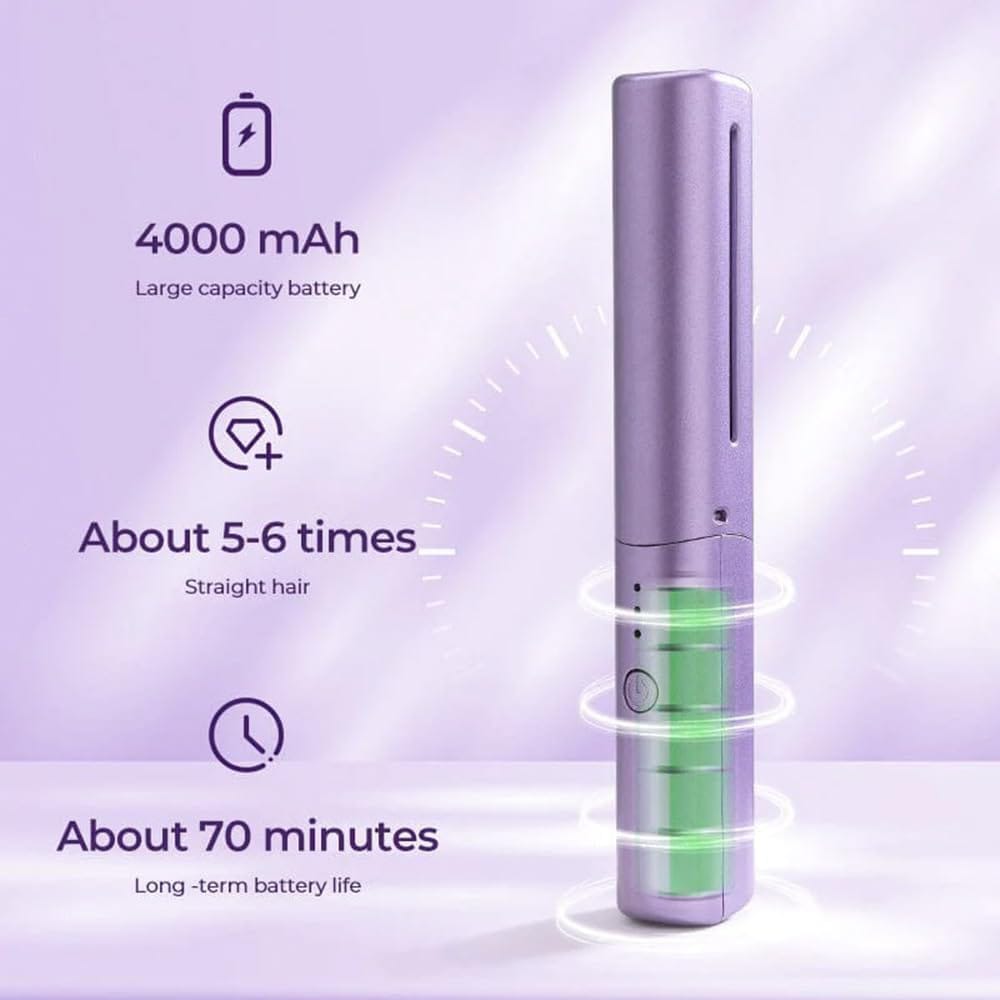 4000 mAh
Large capacity battery
About 5-6 times
Straight hair
About 70 minutes
Long -term battery life